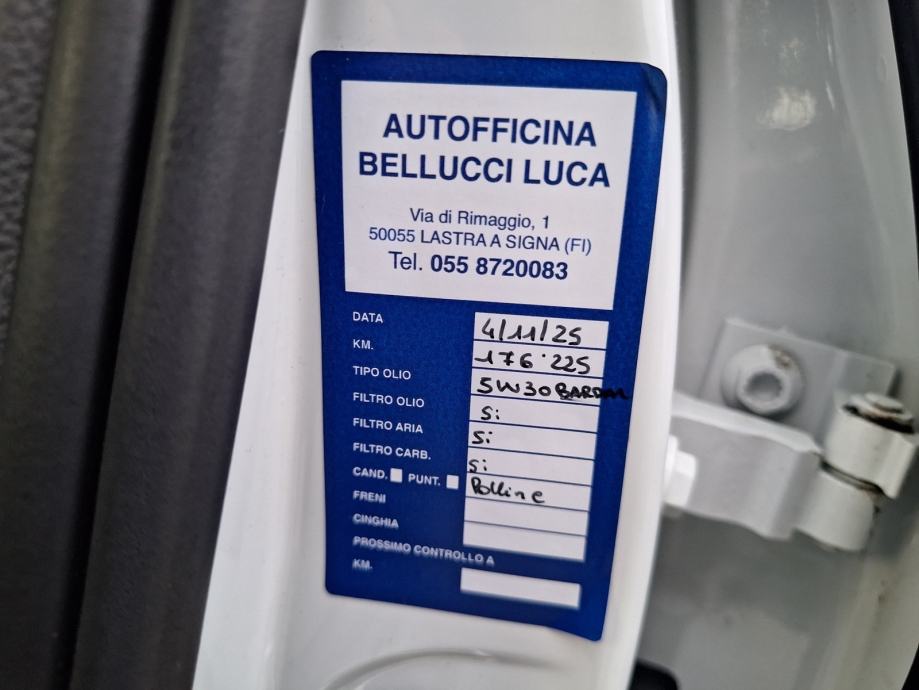 AUTOFFICINA
BELLUCCI LUCA
Via di Rimaggio, 1
50055 LASTRA A SIGNA (FI)
Tel. 055 8720083
DATA 4/11/25
KM. 176.225
TIPO OLIO 5W30 BARDAHL
FILTRO OLIO Si
FILTRO ARIA Si
FILTRO CARB. Si
CAND. PUNT. Polline
FRENI
CINGHIA
PROSSIMO CONTROLLO A
KM.